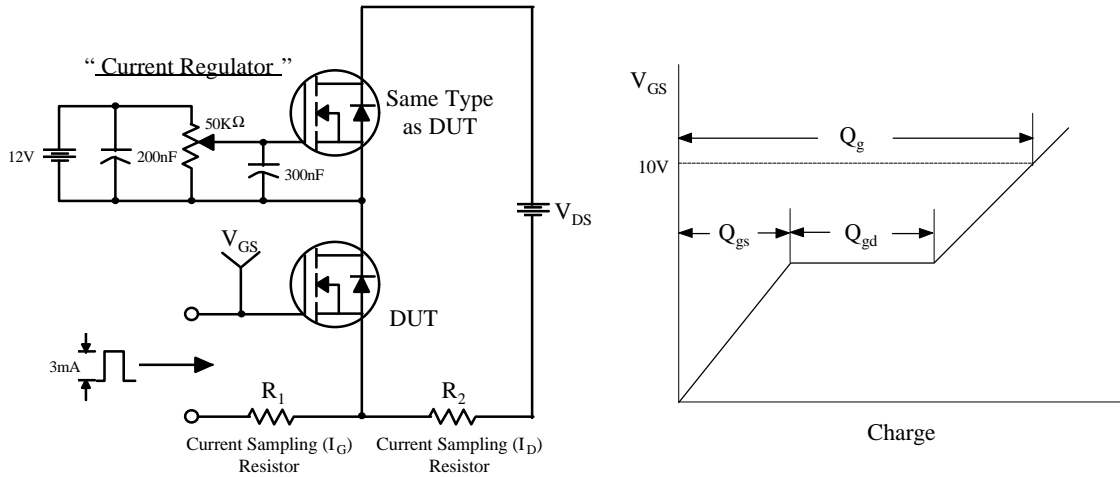 “ Current Regulator ”
12V
200nF
50KΩ
300nF
Same Type
as DUT
V_DS
V_GS
DUT
3mA
R_1
R_2
Current Sampling (I_G)
Resistor
Current Sampling (I_D)
Resistor
V_GS
Q_g
10V
Q_gs
Q_gd
Charge